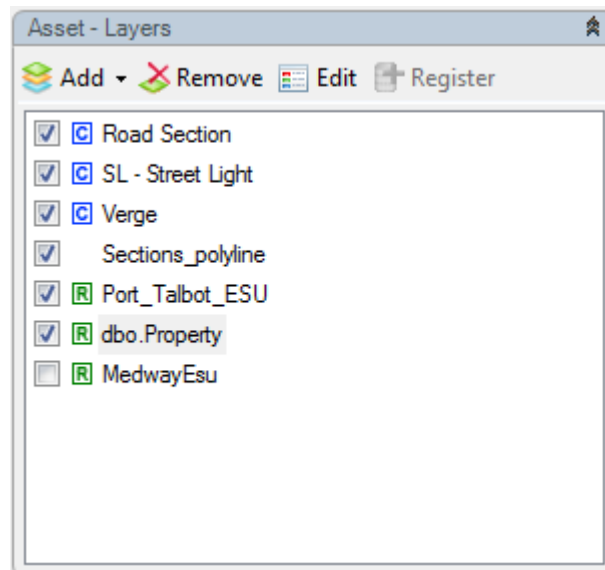 Asset - Layers
Add Remove Edit Register
C Road Section
C SL - Street Light
C Verge
Sections_polyline
R Port_Talbot_ESU
R dbo.Property
R MedwayEsu